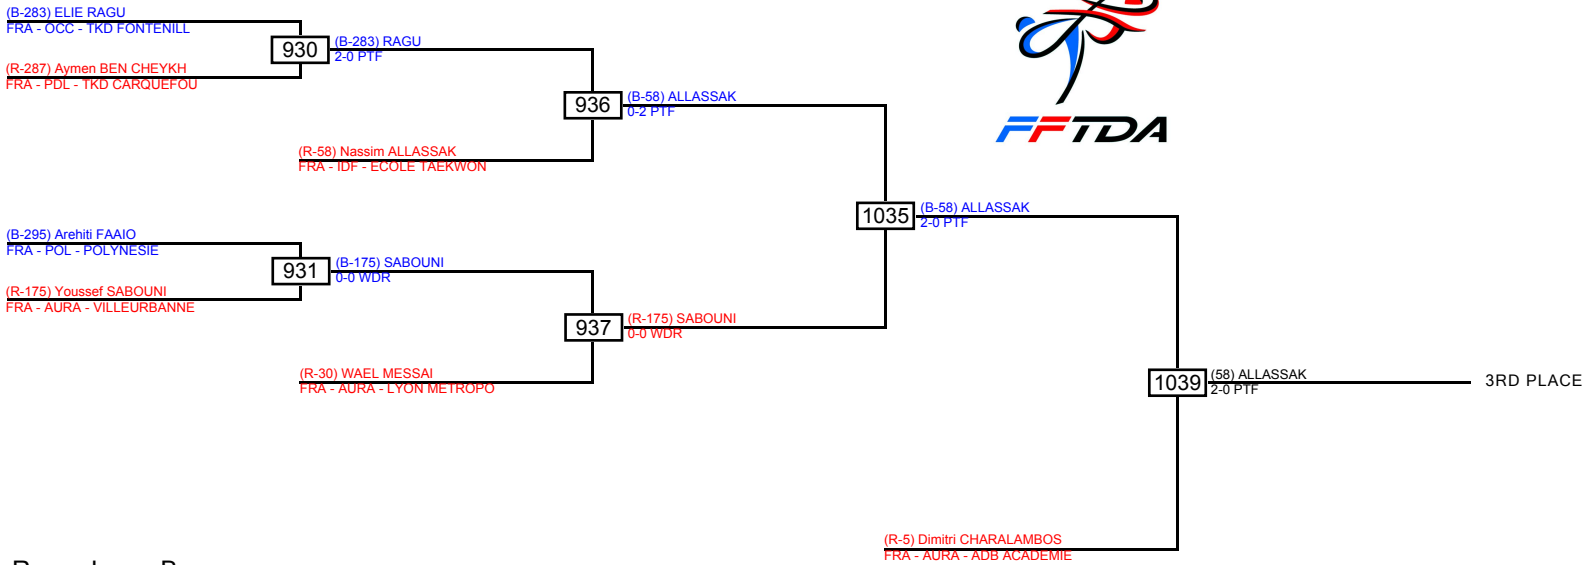 (B-283) ELIE RAGU
FRA - OCC - TKD FONTENILL
930
(B-283) RAGU
2-0 PTF
(R-287) Aymen BEN CHEYKH
FRA - PDL - TKD CARQUEFOU
936
(B-58) ALLASSAK
0-2 PTF
FFTDA
(R-58) Nassim ALLASSAK
FRA - IDF - ECOLE TAEKWON
1035
(B-58) ALLASSAK
2-0 PTF
(B-295) Arehiti FAAIO
FRA - POL - POLYNESIE
931
(B-175) SABOUNI
0-0 WDR
(R-175) Youssef SABOUNI
FRA - AURA - VILLEURBANNE
937
(R-175) SABOUNI
0-0 WDR
(R-30) WAEL MESSAI
FRA - AURA - LYON METROPO
1039
(58) ALLASSAK
2-0 PTF
3RD PLACE
(R-5) Dimitri CHARALAMBOS
FRA - AURA - ADB ACADEMIE